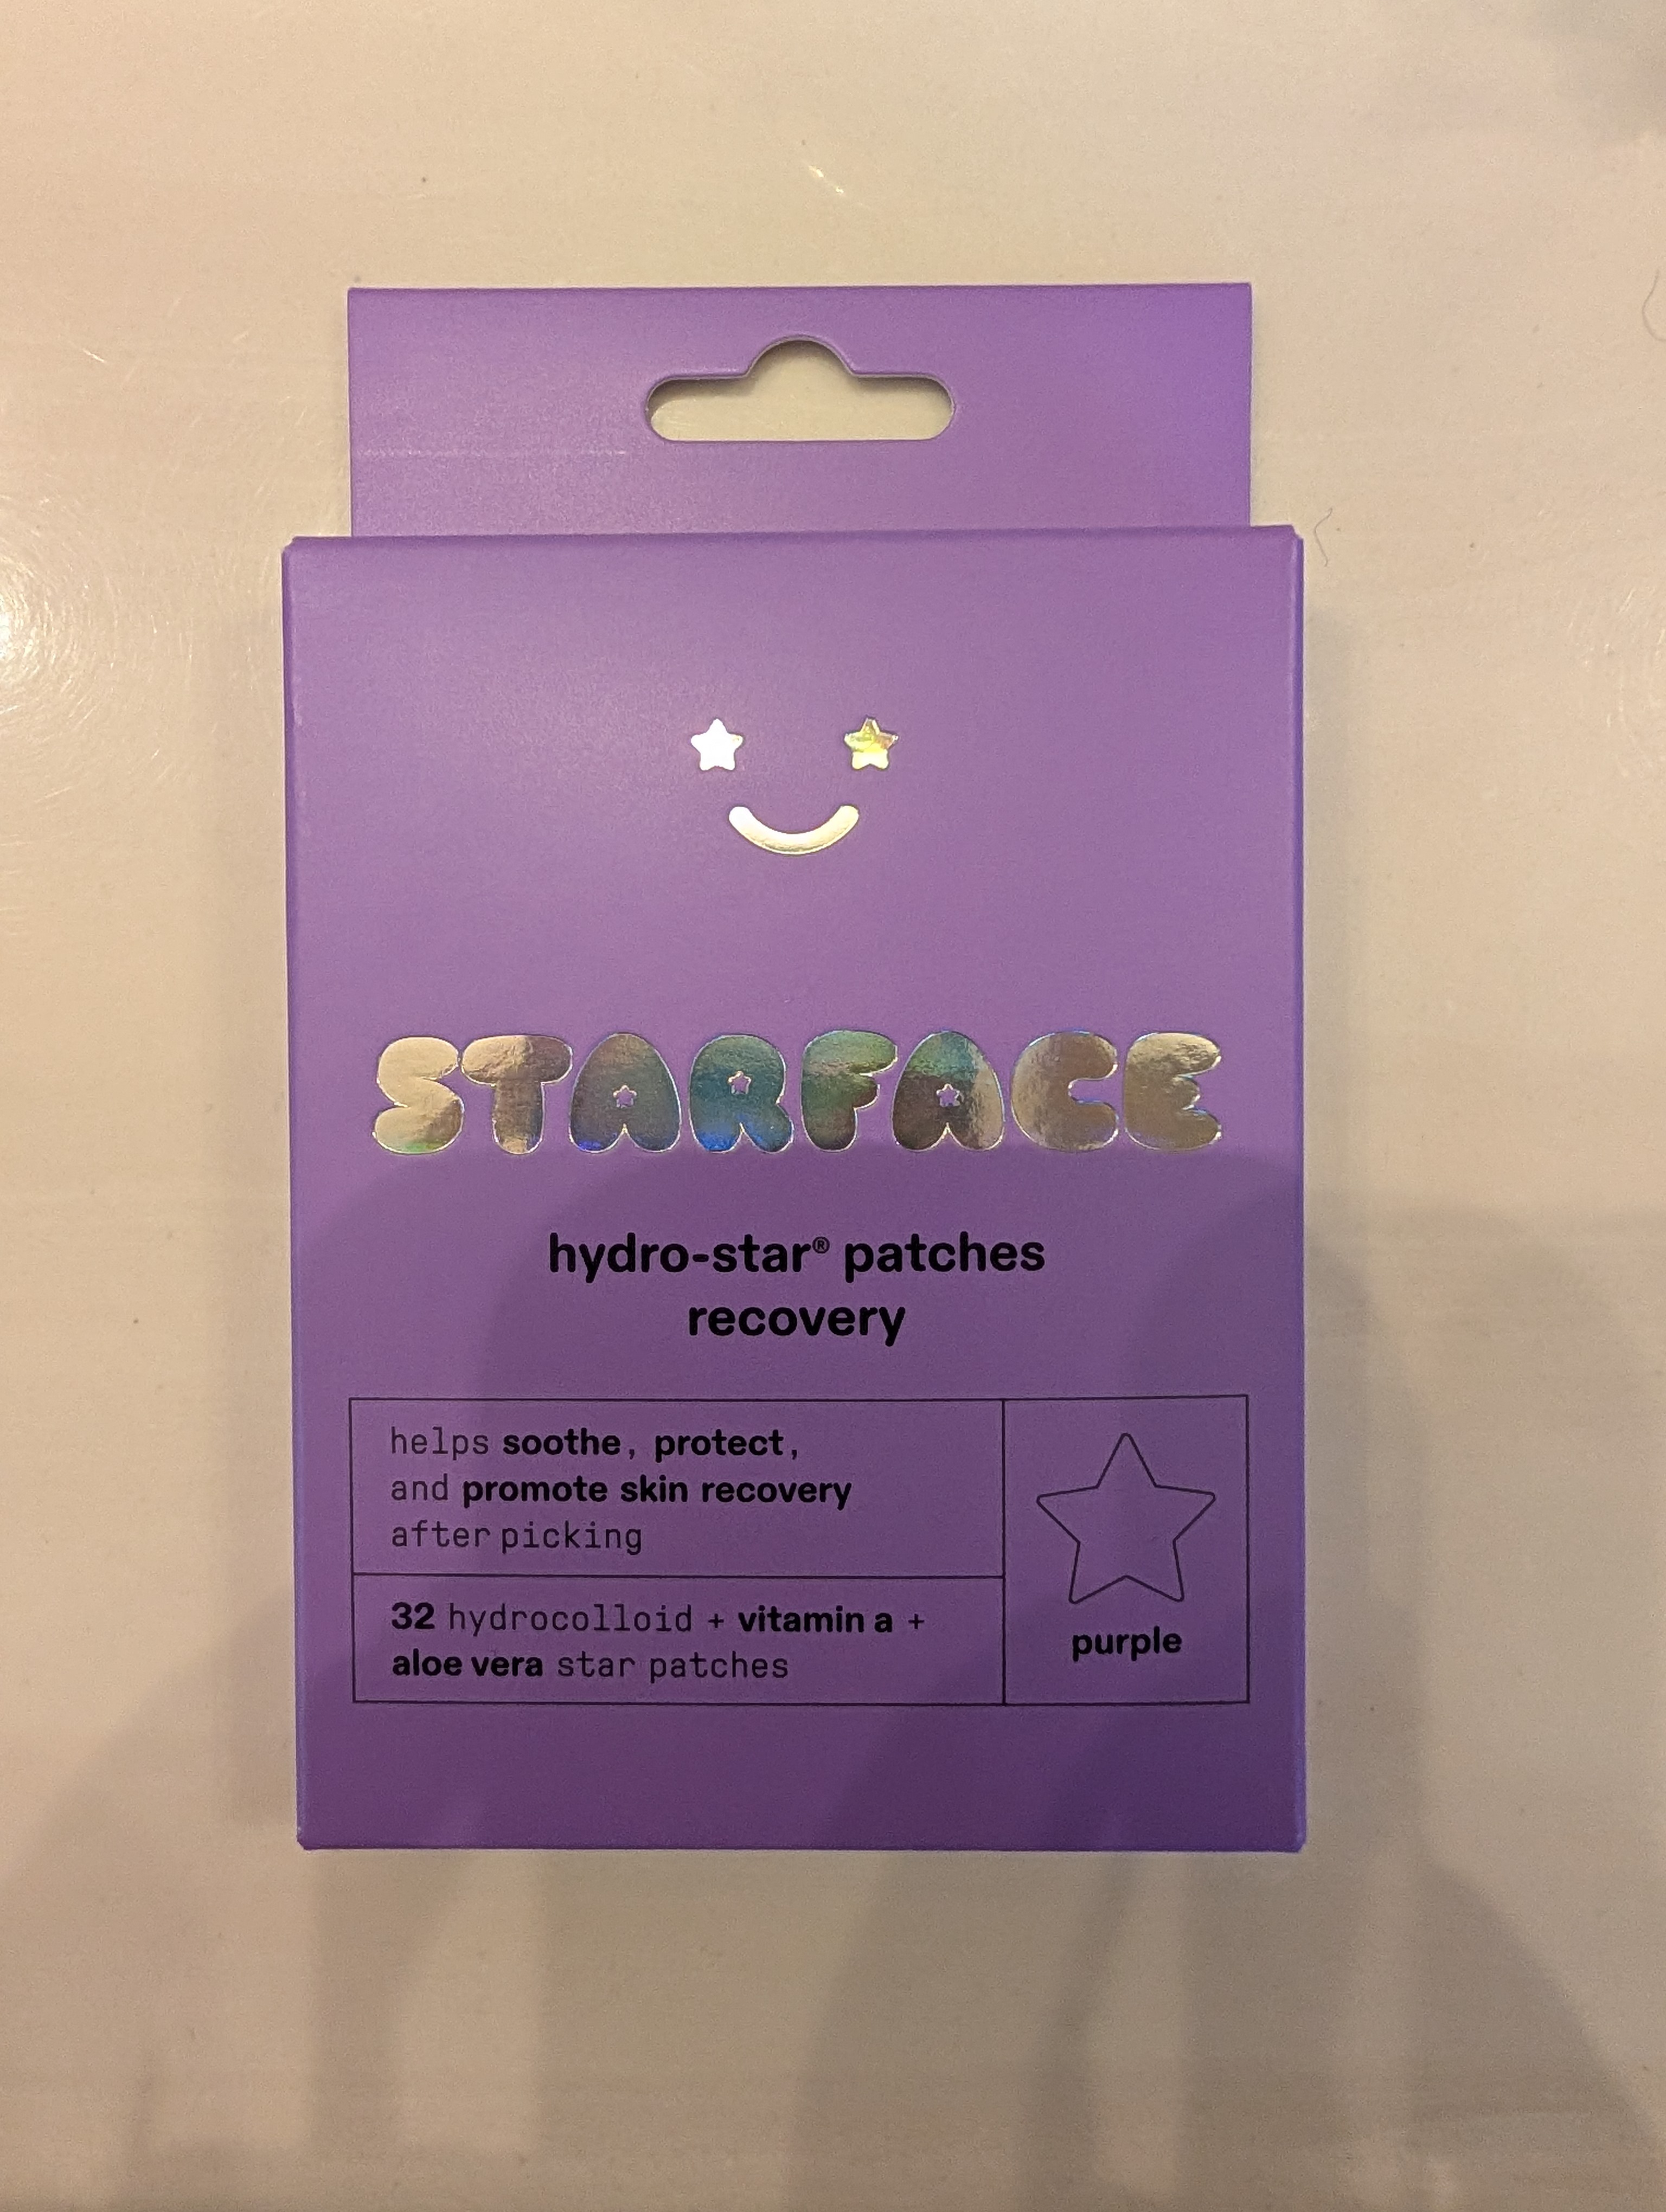 STARFACE
hydro-star® patches
recovery
helps soothe, protect,
and promote skin recovery
after picking
32 hydrocolloid + vitamin a +
aloe vera star patches
purple